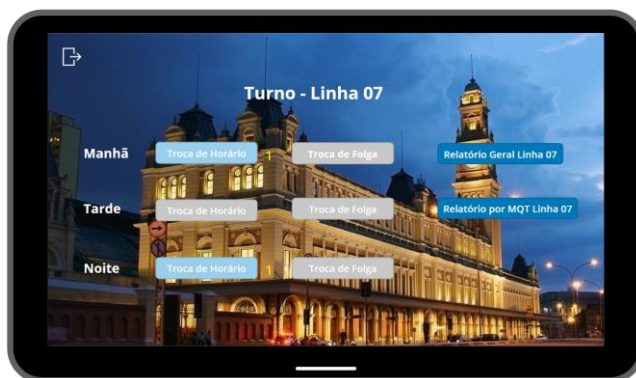 Turno - Linha 07
Manhã Troca de Horário 1 Troca de Folga Relatório Geral Linha 07
Tarde Troca de Horário Troca de Folga Relatório por MQT Linha 07
Noite Troca de Horário 1 Troca de Folga